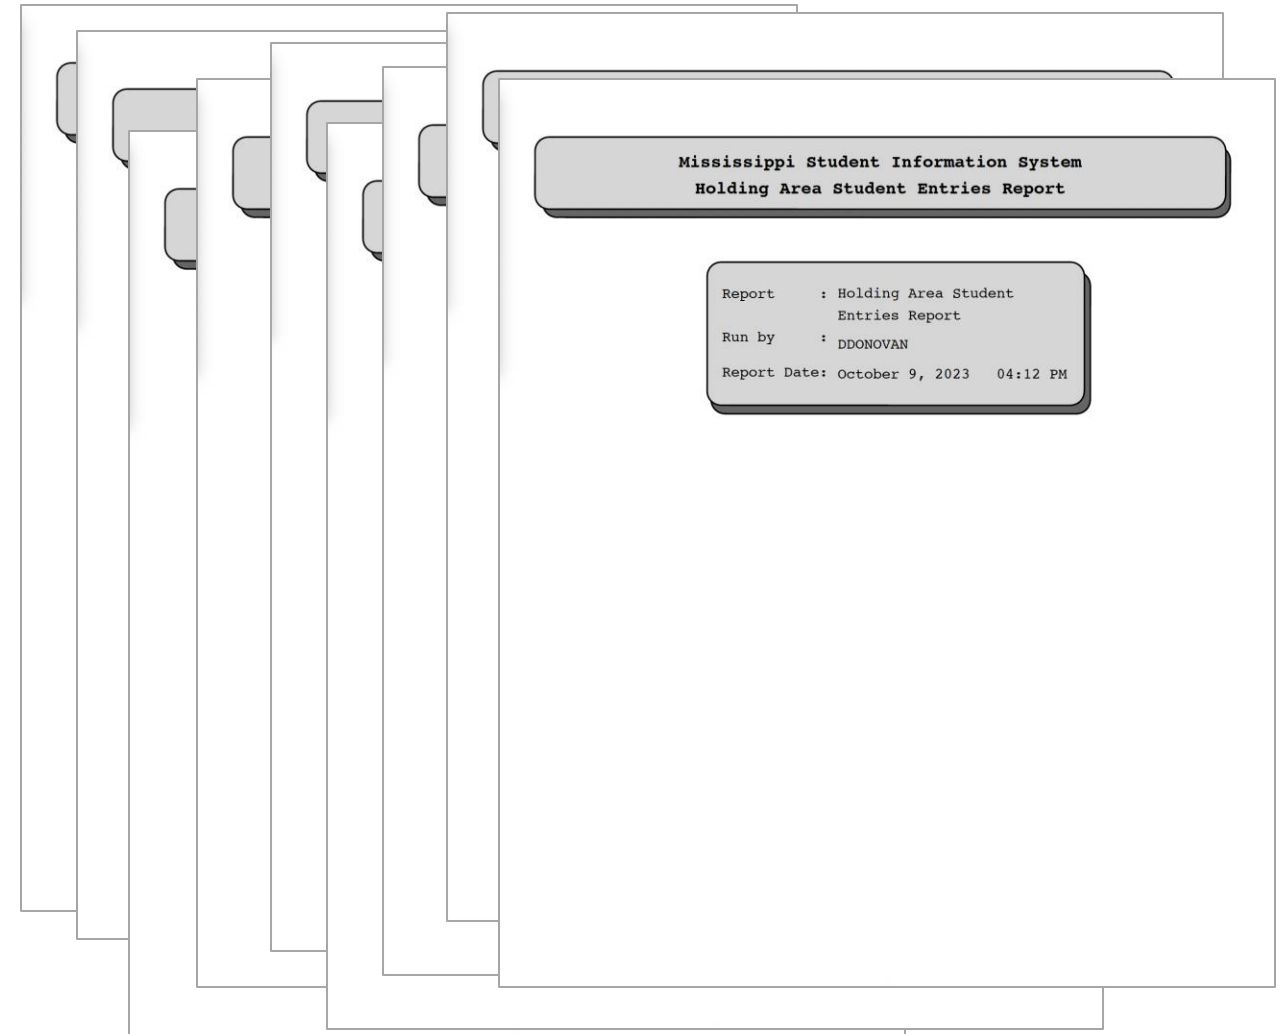 Mississippi Student Information System
Holding Area Student Entries Report
Report : Holding Area Student
Entries Report
Run by : DDONOVAN
Report Date: October 9, 2023 04:12 PM